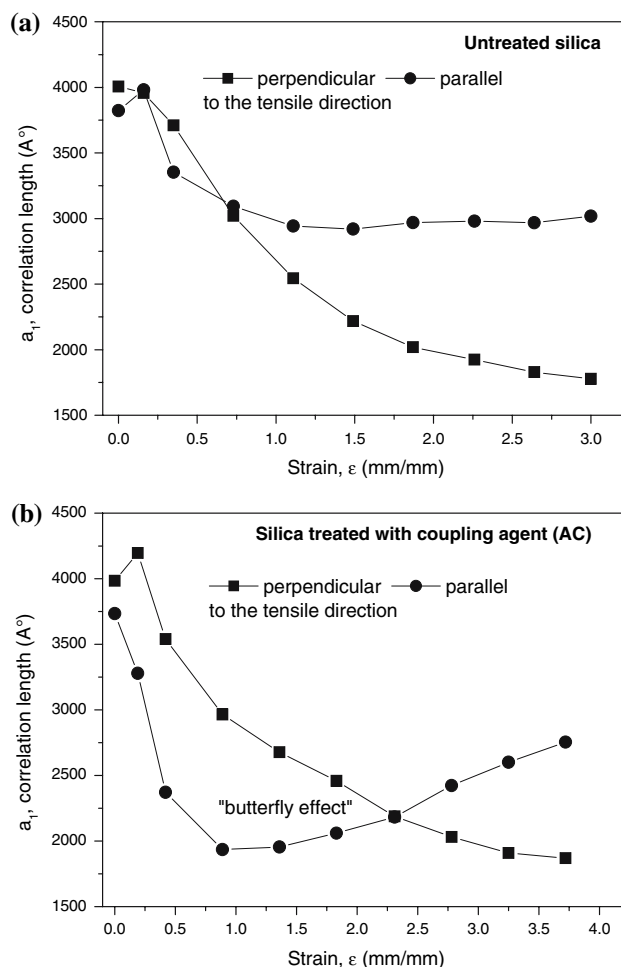 (a)
4500
4000
3500
3000
2500
2000
1500
a1, correlation length (A°)
Untreated silica
perpendicular parallel
to the tensile direction
0.0 0.5 1.0 1.5 2.0 2.5 3.0
Strain, ε (mm/mm)
(b)
4500
4000
3500
3000
2500
2000
1500
a1, correlation length (A°)
Silica treated with coupling agent (AC)
perpendicular parallel
to the tensile direction
"butterfly effect"
0.0 0.5 1.0 1.5 2.0 2.5 3.0 3.5 4.0
Strain, ε (mm/mm)